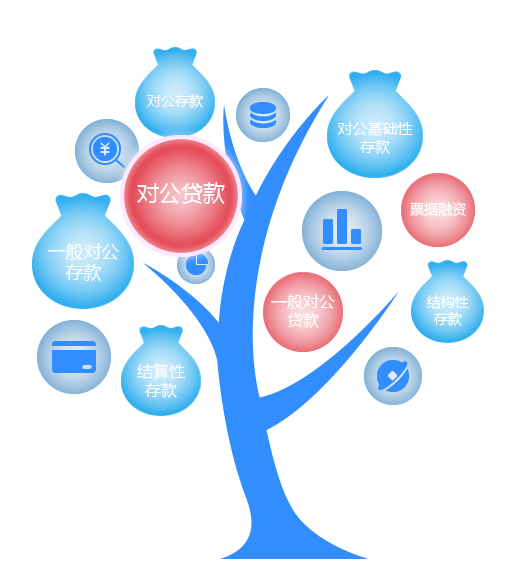 对公存款
对公基础性
存款
对公贷款
票据融资
一般对公
存款
一般对公
贷款
结构性
存款
结算性
存款